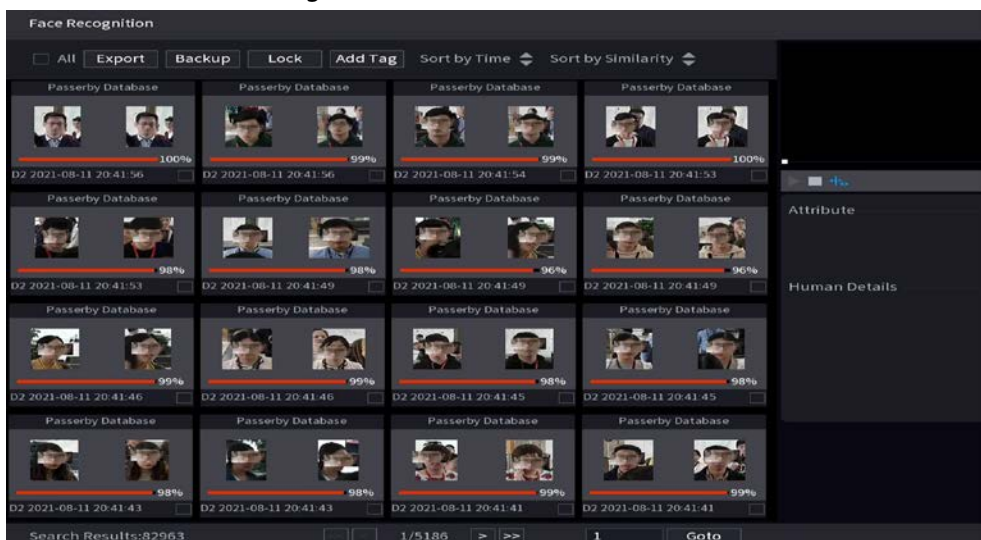 Face Recognition
All Export Backup Lock Add Tag Sort by Time Sort by Similarity
Passerby Database Passerby Database Passerby Database Passerby Database
100% 99% 99% 100%
D2 2021-08-11 20:41:56 D2 2021-08-11 20:41:56 D2 2021-08-11 20:41:54 D2 2021-08-11 20:41:53
Attribute
Passerby Database Passerby Database Passerby Database Passerby Database
98% 98% 96% 96%
D2 2021-08-11 20:41:53 D2 2021-08-11 20:41:49 D2 2021-08-11 20:41:49 D2 2021-08-11 20:41:49
Human Details
Passerby Database Passerby Database Passerby Database Passerby Database
99% 99% 98% 98%
D2 2021-08-11 20:41:46 D2 2021-08-11 20:41:46 D2 2021-08-11 20:41:45 D2 2021-08-11 20:41:45
Passerby Database Passerby Database Passerby Database Passerby Database
98% 98% 99% 99%
D2 2021-08-11 20:41:43 D2 2021-08-11 20:41:43 D2 2021-08-11 20:41:41 D2 2021-08-11 20:41:41
Search Results:82963 1/5186 > >> 1 Goto